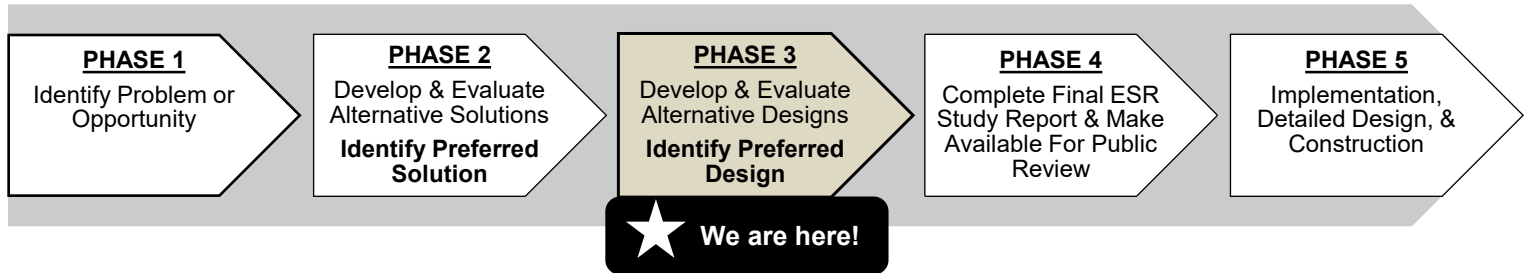 PHASE 1
Identify Problem or
Opportunity
PHASE 2
Develop & Evaluate
Alternative Solutions
Identify Preferred
Solution
PHASE 3
Develop & Evaluate
Alternative Designs
Identify Preferred
Design
We are here!
PHASE 4
Complete Final ESR
Study Report & Make
Available For Public
Review
PHASE 5
Implementation,
Detailed Design, &
Construction